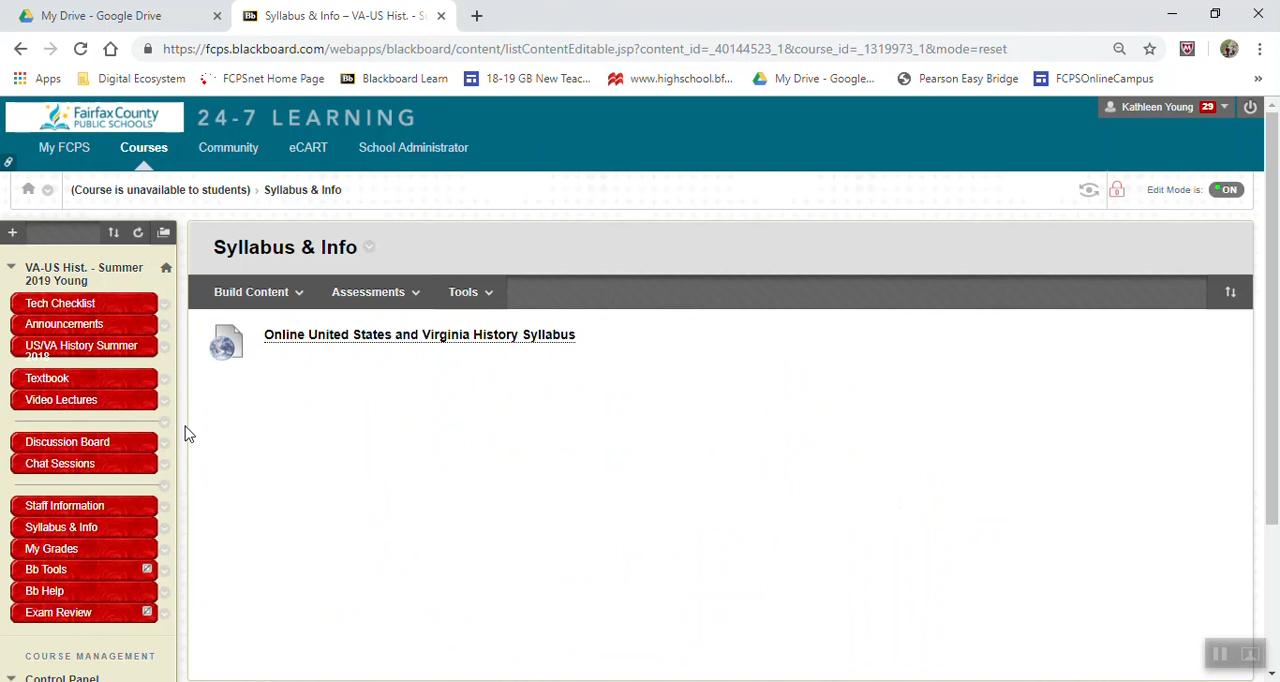 My Drive - Google Drive
Syllabus & Info – VA-US Hist. - Su
https://fcps.blackboard.com/webapps/blackboard/content/listContentEditable.jsp?content_id=_40144523_1&course_id=_1319973_1&mode=reset
Apps
Digital Ecosystem
FCPSnet Home Page
Bb Blackboard Learn
18-19 GB New Teac...
www.highschool.bf...
My Drive - Google...
Pearson Easy Bridge
FCPSOnlineCampus
Fairfax County
PUBLIC SCHOOLS
24-7 LEARNING
Kathleen Young 29
My FCPS
Courses
Community
eCART
School Administrator
(Course is unavailable to students) › Syllabus & Info
Edit Mode is: ON
VA-US Hist. - Summer
2019 Young
Tech Checklist
Announcements
US/VA History Summer
2018
Textbook
Video Lectures
Discussion Board
Chat Sessions
Staff Information
Syllabus & Info
My Grades
Bb Tools
Bb Help
Exam Review
COURSE MANAGEMENT
Control Panel
Syllabus & Info
Build Content
Assessments
Tools
Online United States and Virginia History Syllabus